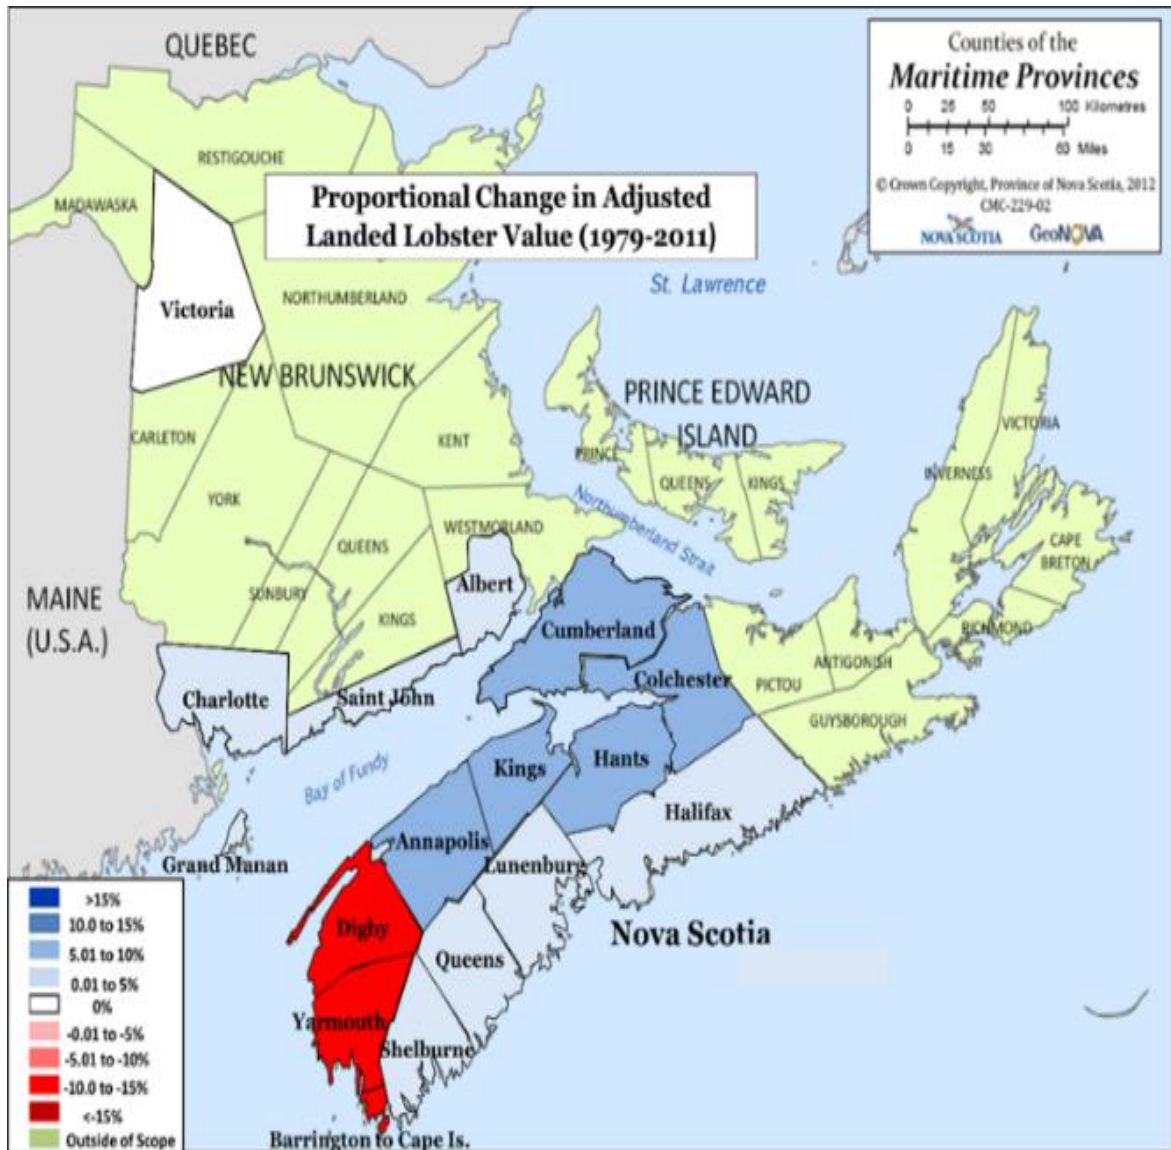 QUEBEC
Counties of the
Maritime Provinces
0 25 50 100 Kilometres
0 15 30 60 Miles
© Crown Copyright, Province of Nova Scotia, 2012
CMC-229-02
NOVA SCOTIA GeoNOVA
RESTIGOUCHE
MADAWASKA
Proportional Change in Adjusted
Landed Lobster Value (1979-2011)
St. Lawrence
NORTHUMBERLAND
Victoria
NEW BRUNSWICK
PRINCE EDWARD
ISLAND
CARLETON
KENT
PRINCE
QUEENS
KINGS
VICTORIA
INVERNESS
YORK
WESTMORLAND
Northumberland Strait
CAPE
BRETON
QUEENS
SUNBURY
KINGS
Albert
MAINE
(U.S.A.)
Cumberland
RICHMOND
ANTIGONISH
PICTOU
Colchester
GUYSBOROUGH
Charlotte
Saint John
Bay of Fundy
Kings
Hants
Halifax
Annapolis
Lunenburg
Grand Manan
Digby
Nova Scotia
Queens
Yarmouth
Shelburne
Barrington to Cape Is.
>15%
10.0 to 15%
5.01 to 10%
0.01 to 5%
0%
-0.01 to -5%
-5.01 to -10%
-10.0 to -15%
<-15%
Outside of Scope